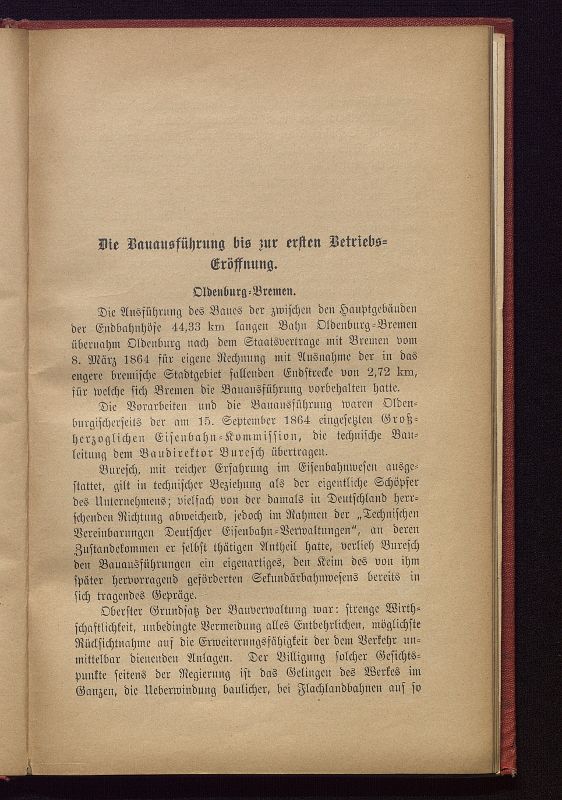 Die Bauausführung bis zur ersten Betriebs=
Eröffnung.
Oldenburg=Bremen.
Die Ausführung des Baues der zwischen den Hauptgebäuden
der Endbahnhöfe 44,33 km langen Bahn Oldenburg=Bremen
übernahm Oldenburg nach dem Staatsvertrage mit Bremen vom
8. März 1864 für eigene Rechnung mit Ausnahme der in das
engere bremische Stadtgebiet fallenden Endstrecke von 2,72 km,
für welche sich Bremen die Bauausführung vorbehalten hatte.
Die Vorarbeiten und die Bauausführung waren Olden=
burgischerseits der am 15. September 1864 eingesetzten Groß=
herzoglichen Eisenbahn=Kommission, die technische Bau=
leitung dem Baudirektor Buresch übertragen.
Buresch, mit reicher Erfahrung im Eisenbahnwesen ausge=
stattet, gilt in technischer Beziehung als der eigentliche Schöpfer
des Unternehmens; vielfach von der damals in Deutschland herr=
schenden Richtung abweichend, jedoch im Rahmen der „Technischen
Vereinbarungen Deutscher Eisenbahn=Verwaltungen“, an deren
Zustandekommen er selbst thätigen Antheil hatte, verlieh Buresch
den Bauausführungen ein eigenartiges, den Keim des von ihm
später hervorragend geförderten Sekundärbahnwesens bereits in
sich tragendes Gepräge.
Oberster Grundsatz der Bauverwaltung war: strenge Wirth=
schaftlichkeit, unbedingte Vermeidung alles Entbehrlichen, möglichste
Rücksichtnahme auf die Erweiterungsfähigkeit der dem Verkehr un=
mittelbar dienenden Anlagen. Der Billigung solcher Gesichts=
punkte seitens der Regierung ist das Gelingen des Werkes im
Ganzen, die Ueberwindung baulicher, bei Flachlandbahnen auf so